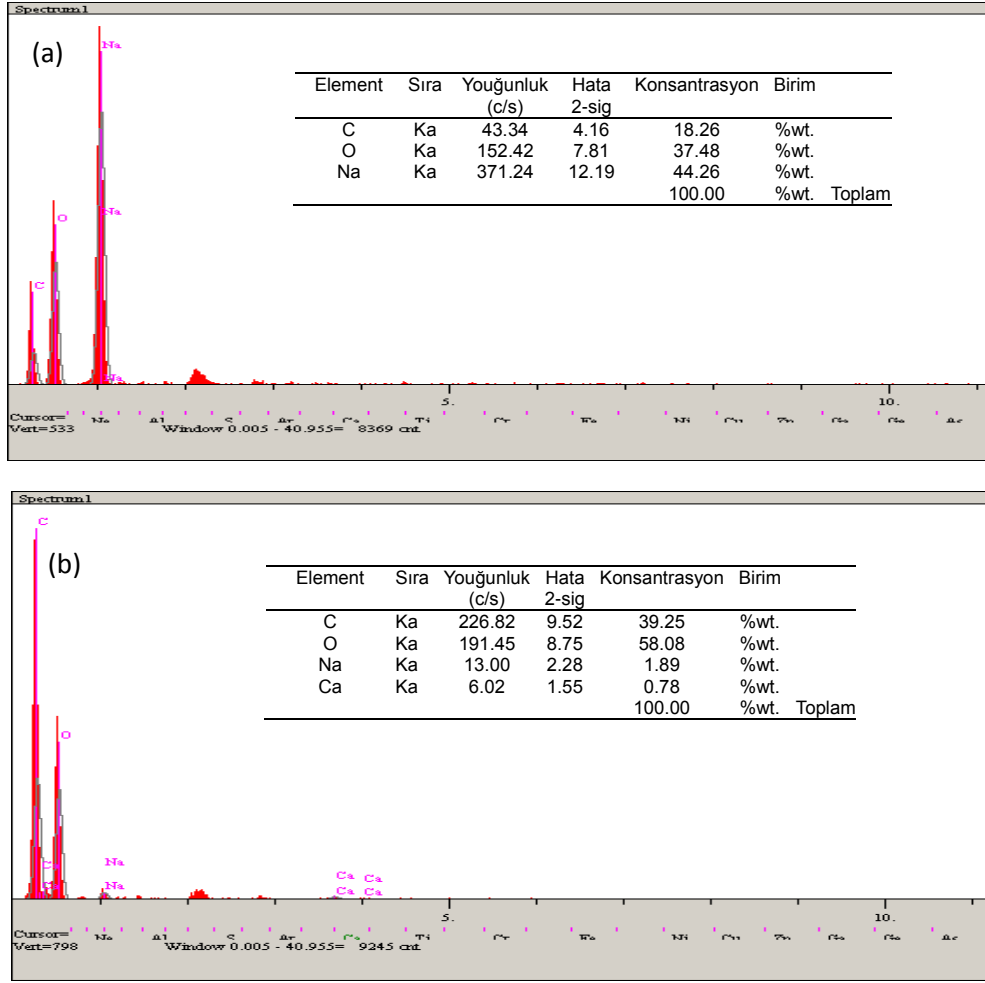 Spectrum1
(a)
Na
Element Sıra Youğunluk Hata Konsantrasyon Birim
(c/s) 2-sig
C Ka 43.34 4.16 18.26 %wt.
O Ka 152.42 7.81 37.48 %wt.
Na Ka 371.24 12.19 44.26 %wt.
100.00 %wt. Toplam
Na
O
C
Na
5. 10.
Cursor=
Vert=533 Window 0.005 - 40.955= 8369 cnt
Spectrum1
C
(b)
Element Sıra Youğunluk Hata Konsantrasyon Birim
(c/s) 2-sig
C Ka 226.82 9.52 39.25 %wt.
O Ka 191.45 8.75 58.08 %wt.
Na Ka 13.00 2.28 1.89 %wt.
Ca Ka 6.02 1.55 0.78 %wt.
100.00 %wt. Toplam
O
Na
Ca Ca
Na
Ca Ca
5. 10.
Cursor=
Vert=798 Window 0.005 - 40.955= 9245 cnt